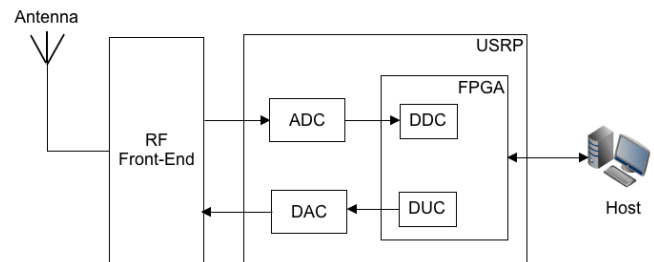 Antenna
USRP
FPGA
ADC
DDC
RF
Front-End
DAC
DUC
Host